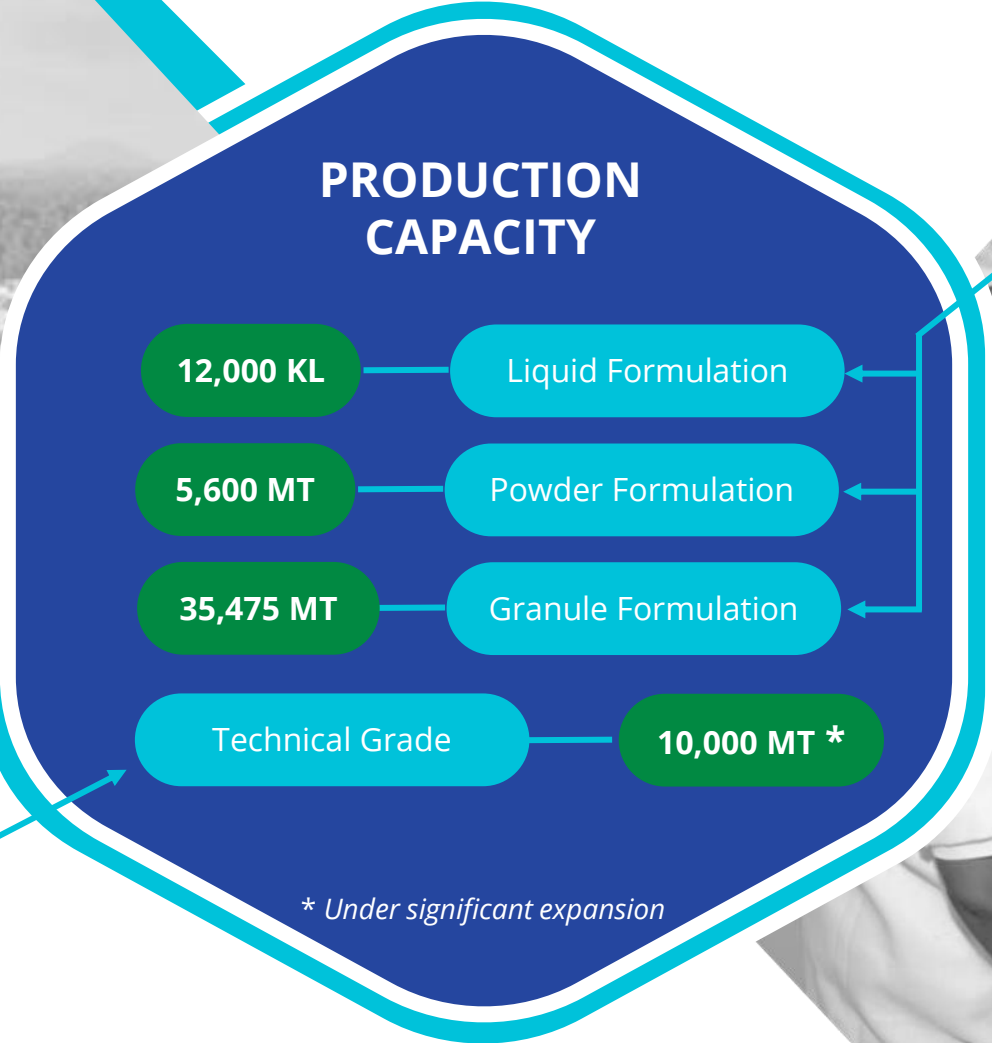 PRODUCTION
CAPACITY
12,000 KL Liquid Formulation
5,600 MT Powder Formulation
35,475 MT Granule Formulation
Technical Grade 10,000 MT *
* Under significant expansion